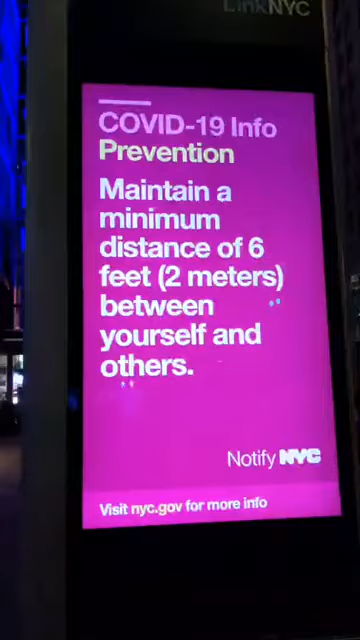 LinkNYC
COVID-19 Info
Prevention
Maintain a
minimum
distance of 6
feet (2 meters)
between
yourself and
others.
Notify NYC
Visit nyc.gov for more info